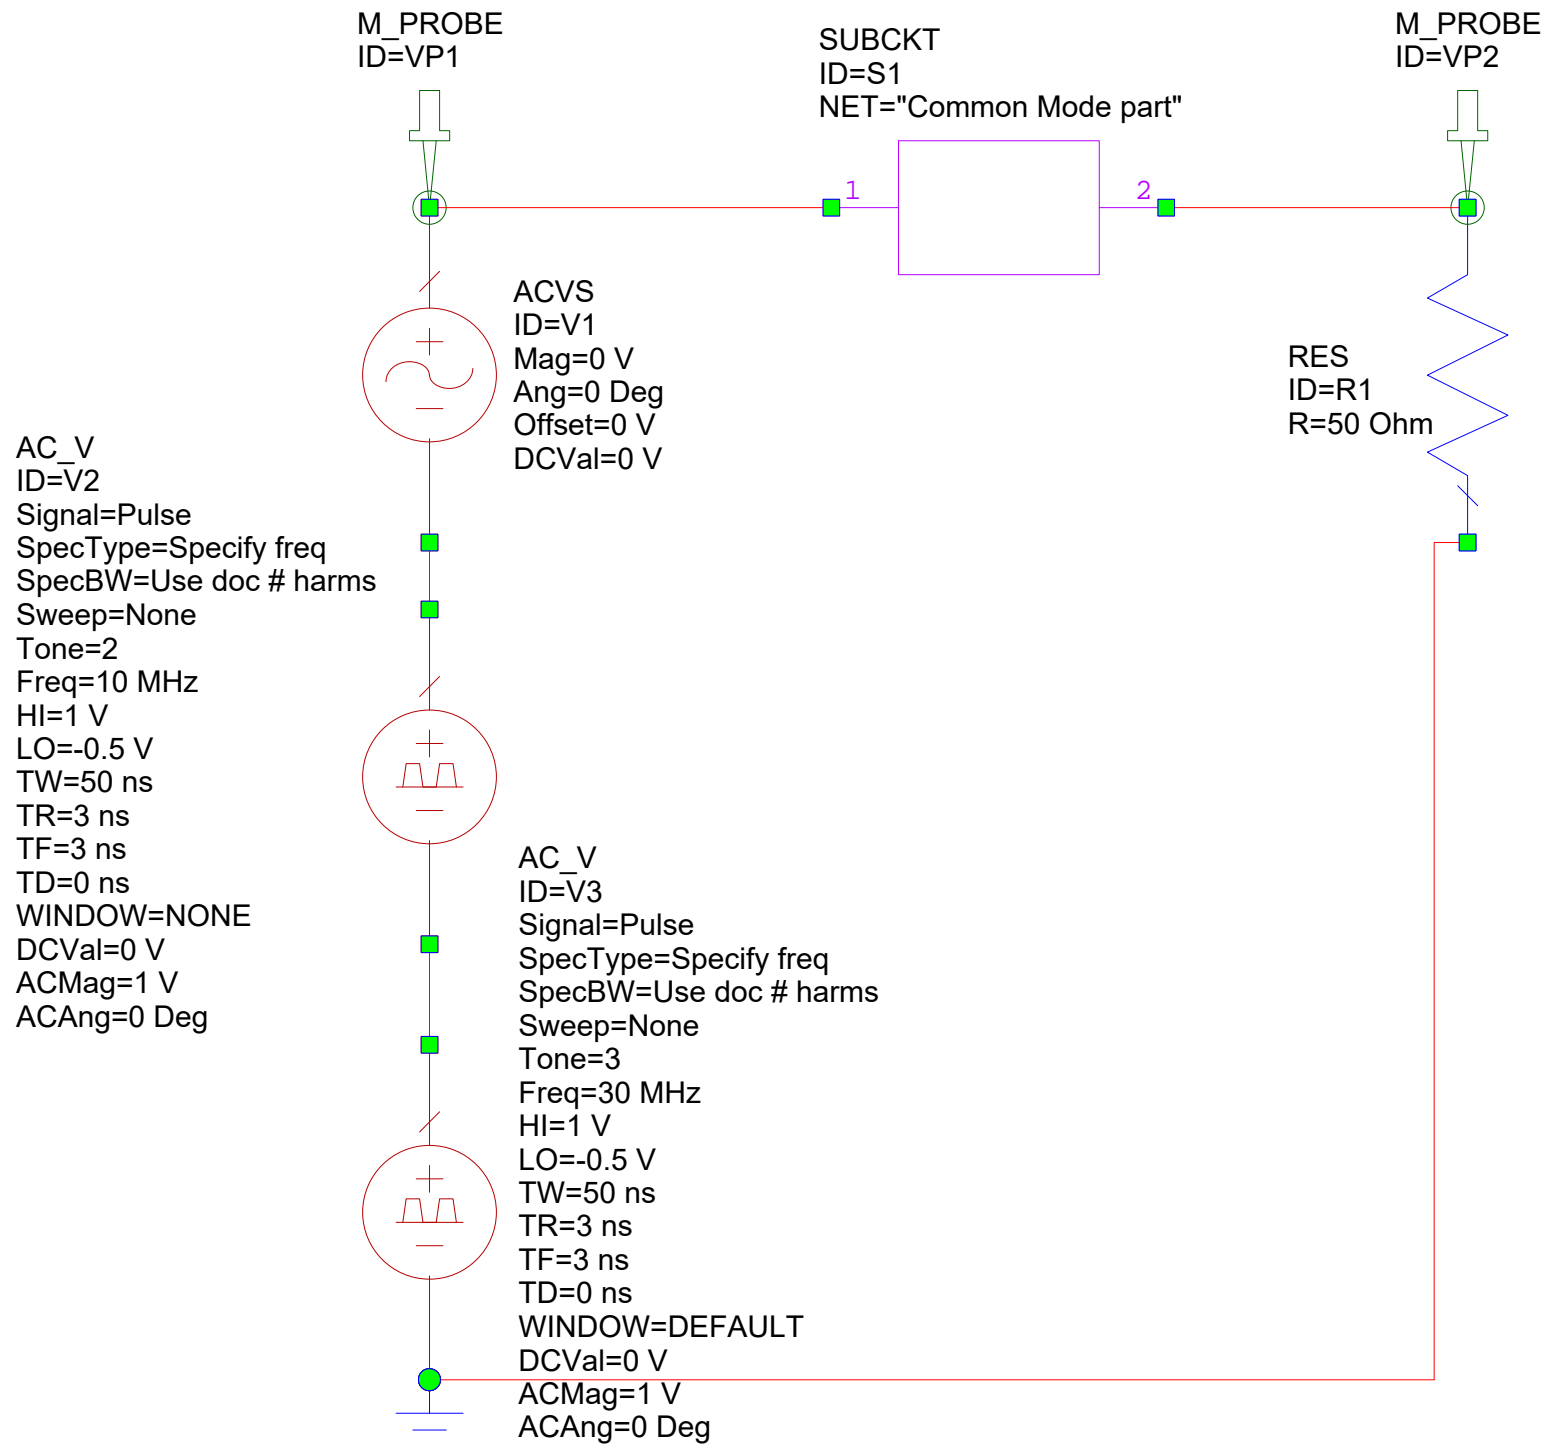 M_PROBE
ID=VP1
SUBCKT
ID=S1
NET="Common Mode part"
M_PROBE
ID=VP2
1
2
ACVS
ID=V1
Mag=0 V
Ang=0 Deg
Offset=0 V
DCVal=0 V
RES
ID=R1
R=50 Ohm
AC_V
ID=V2
Signal=Pulse
SpecType=Specify freq
SpecBW=Use doc # harms
Sweep=None
Tone=2
Freq=10 MHz
HI=1 V
LO=-0.5 V
TW=50 ns
TR=3 ns
TF=3 ns
TD=0 ns
WINDOW=NONE
DCVal=0 V
ACMag=1 V
ACAng=0 Deg
AC_V
ID=V3
Signal=Pulse
SpecType=Specify freq
SpecBW=Use doc # harms
Sweep=None
Tone=3
Freq=30 MHz
HI=1 V
LO=-0.5 V
TW=50 ns
TR=3 ns
TF=3 ns
TD=0 ns
WINDOW=DEFAULT
DCVal=0 V
ACMag=1 V
ACAng=0 Deg